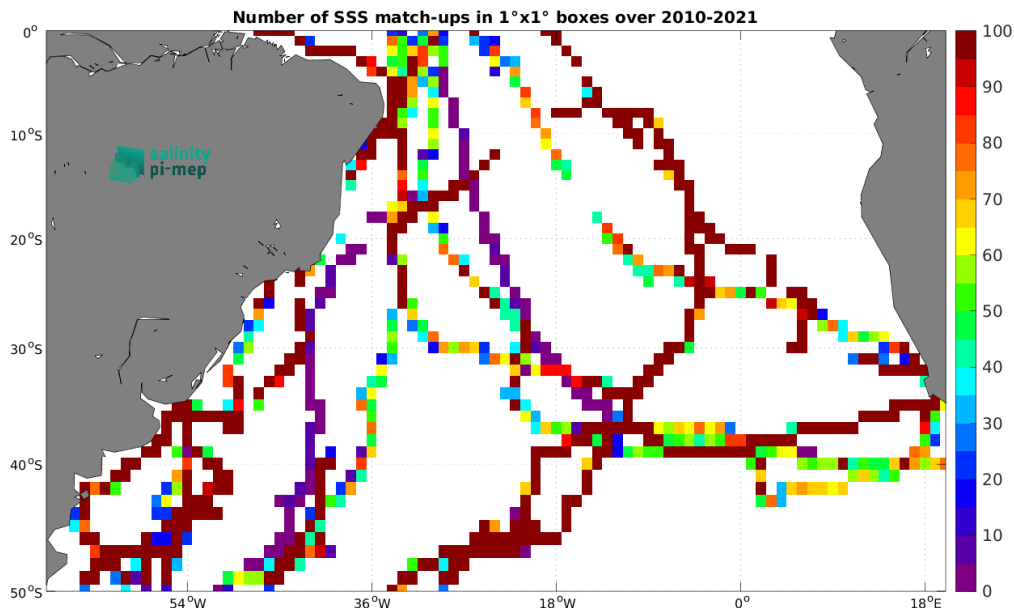 Number of SSS match-ups in 1°x1° boxes over 2010-2021
0°
10°S
20°S
30°S
40°S
50°S
54°W
36°W
18°W
0°
18°E
salinity
pi-mep
100
90
80
70
60
50
40
30
20
10
0